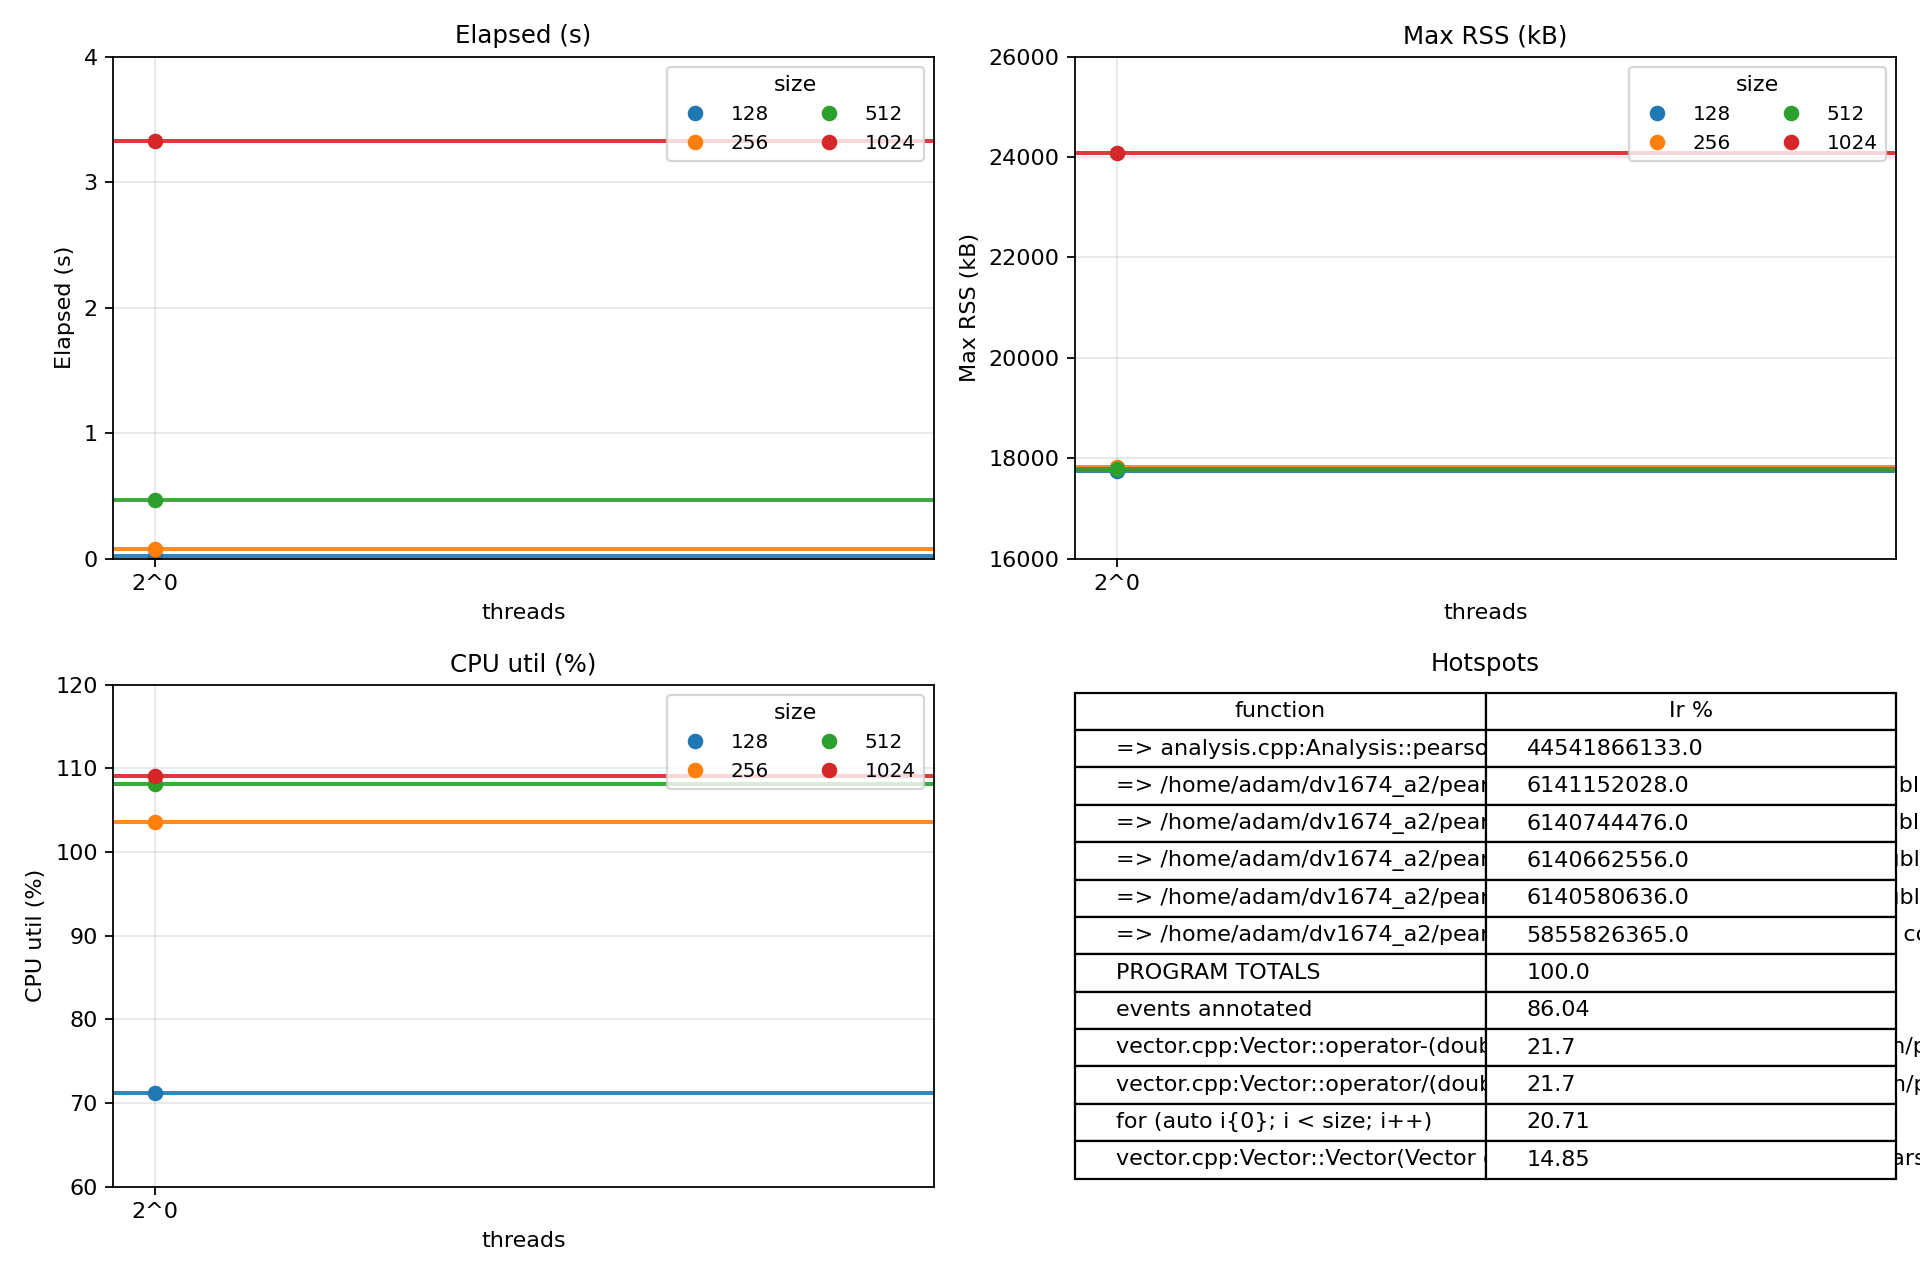 Elapsed (s)
4
3
2
1
0
Elapsed (s)
size
128 512
256 1024
2^0
threads
Max RSS (kB)
26000
24000
22000
20000
18000
16000
Max RSS (kB)
size
128 512
256 1024
2^0
threads
CPU util (%)
120
110
100
90
80
70
60
CPU util (%)
size
128 512
256 1024
2^0
threads
Hotspots
function Ir %
=> analysis.cpp:Analysis::pearso 44541866133.0
=> /home/adam/dv1674_a2/pear 6141152028.0 bl
=> /home/adam/dv1674_a2/pear 6140744476.0 bl
=> /home/adam/dv1674_a2/pear 6140662556.0 bl
=> /home/adam/dv1674_a2/pear 6140580636.0 bl
=> /home/adam/dv1674_a2/pear 5855826365.0 co
PROGRAM TOTALS 100.0
events annotated 86.04
vector.cpp:Vector::operator-(doub 21.7 n/p
vector.cpp:Vector::operator/(doub 21.7 n/p
for (auto i{0}; i < size; i++) 20.71
vector.cpp:Vector::Vector(Vector 14.85 ars